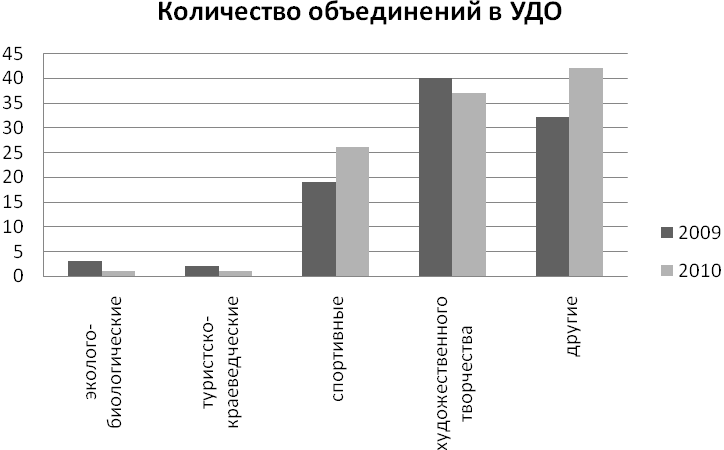 Количество объединений в УДО
45
40
35
30
25
20
15
10
5
0
2009
2010
эколого-
биологические
туристско-
краеведческие
спортивные
художественного
творчества
другие